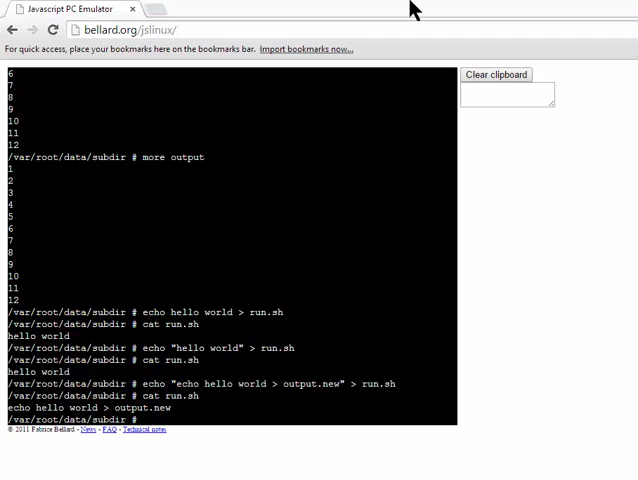 Javascript PC Emulator
bellard.org/jslinux/
For quick access, place your bookmarks here on the bookmarks bar. Import bookmarks now...
Clear clipboard
6
7
8
9
10
11
12
/var/root/data/subdir # more output
1
2
3
4
5
6
7
8
9
10
11
12
/var/root/data/subdir # echo hello world > run.sh
/var/root/data/subdir # cat run.sh
hello world
/var/root/data/subdir # echo "hello world" > run.sh
/var/root/data/subdir # cat run.sh
hello world
/var/root/data/subdir # echo "echo hello world > output.new" > run.sh
/var/root/data/subdir # cat run.sh
echo hello world > output.new
/var/root/data/subdir #
© 2011 Fabrice Bellard - News - FAQ - Technical notes